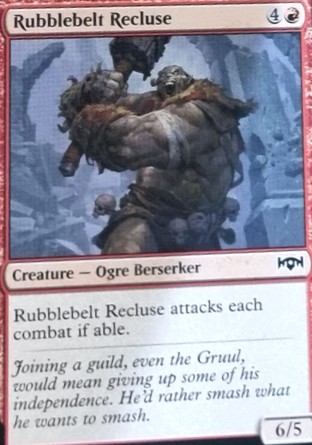 Rubblebelt Recluse 4
Creature — Ogre Berserker
Rubblebelt Recluse attacks each
combat if able.
Joining a guild, even the Gruul,
would mean giving up some of his
independence. He'd rather smash what
he wants to smash.
6/5